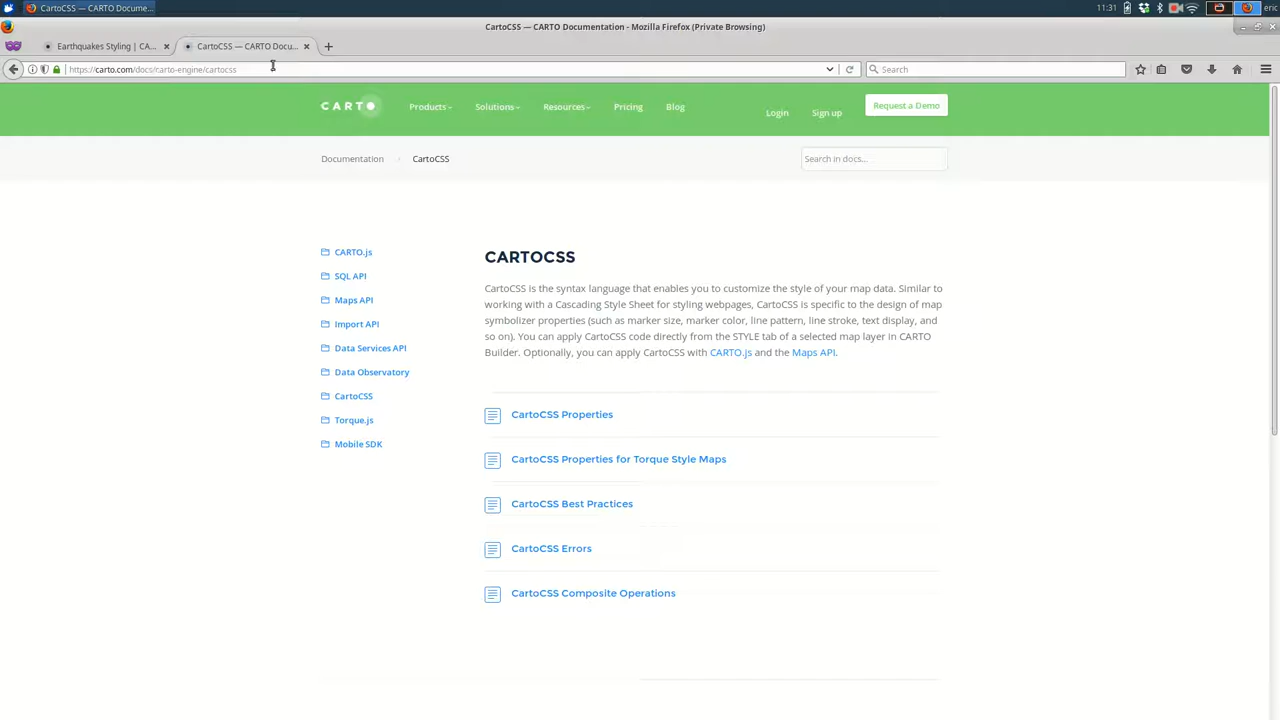 CartoCSS — CARTO Docume...
11:31
eric
CartoCSS — CARTO Documentation - Mozilla Firefox (Private Browsing)
Earthquakes Styling | CA...
CartoCSS — CARTO Docu...
https://carto.com/docs/carto-engine/cartocss
Search
CARTO
Products
Solutions
Resources
Pricing
Blog
Login
Sign up
Request a Demo
Documentation › CartoCSS
Search in docs...
CARTO.js
SQL API
Maps API
Import API
Data Services API
Data Observatory
CartoCSS
Torque.js
Mobile SDK
CARTOCSS
CartoCSS is the syntax language that enables you to customize the style of your map data. Similar to
working with a Cascading Style Sheet for styling webpages, CartoCSS is specific to the design of map
symbolizer properties (such as marker size, marker color, line pattern, line stroke, text display, and
so on). You can apply CartoCSS code directly from the STYLE tab of a selected map layer in CARTO
Builder. Optionally, you can apply CartoCSS with CARTO.js and the Maps API.
CartoCSS Properties
CartoCSS Properties for Torque Style Maps
CartoCSS Best Practices
CartoCSS Errors
CartoCSS Composite Operations